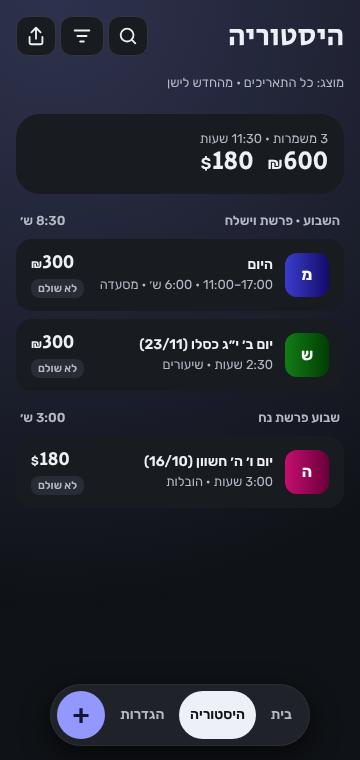 היסטוריה
מוצג: כל התאריכים • מהחדש לישן
3 משמרות • 11:30 שעות
₪600 $180
השבוע • פרשת וישלח 8:30 ש׳
מ
היום
11:00–17:00 • 6:00 ש׳ • מסעדה
₪300
לא שולם
ש
יום ב׳ י״ג כסלו (23/11)
2:30 שעות • שיעורים
₪300
לא שולם
שבוע פרשת נח 3:00 ש׳
ה
יום ו׳ ה׳ חשוון (16/10)
3:00 שעות • הובלות
$180
לא שולם
בית היסטוריה הגדרות +